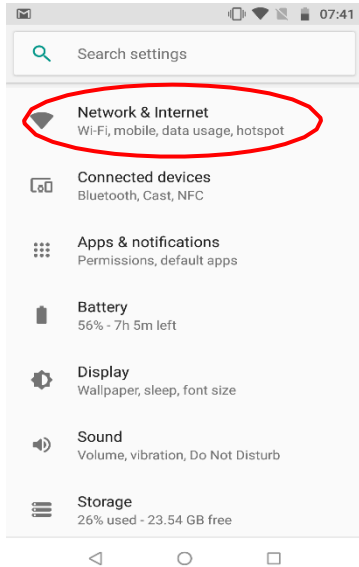 07:41
Search settings
Network & Internet
Wi-Fi, mobile, data usage, hotspot
Connected devices
Bluetooth, Cast, NFC
Apps & notifications
Permissions, default apps
Battery
56% - 7h 5m left
Display
Wallpaper, sleep, font size
Sound
Volume, vibration, Do Not Disturb
Storage
26% used - 23.54 GB free